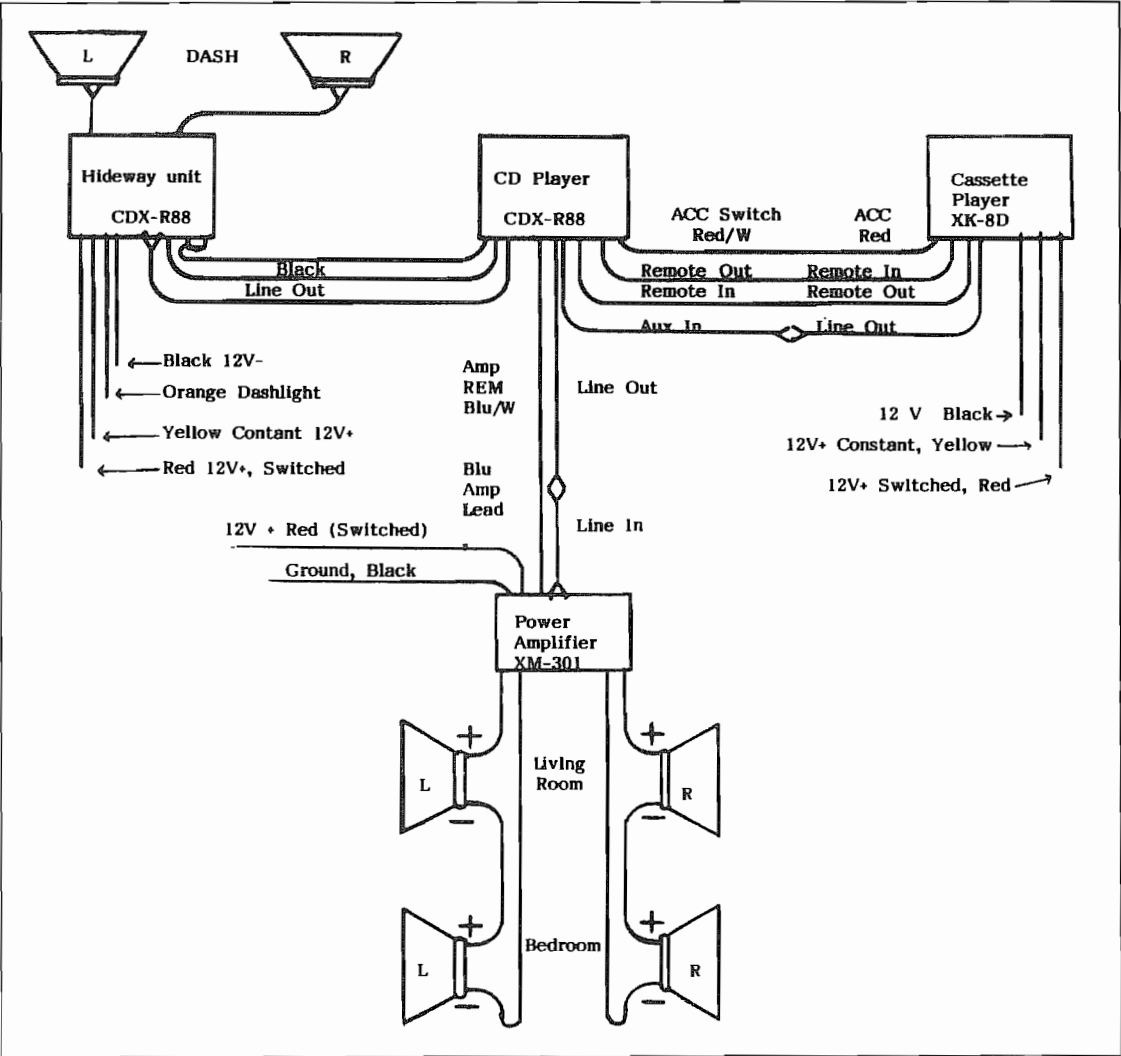 L
DASH
R
Hideway unit
CDX-R88
CD Player
CDX-R88
Cassette
Player
XK-8D
ACC Switch
Red/W
ACC
Red
Black
Line Out
Remote Out
Remote In
Remote In
Remote Out
Aux In
Line Out
Black 12V-
Orange Dashlight
Yellow Contant 12V+
Red 12V+, Switched
Amp
REM
Blu/W
Line Out
12 V Black
12V+ Constant, Yellow
12V+ Switched, Red
Blu
Amp
Lead
Line In
12V + Red (Switched)
Ground, Black
Power
Amplifier
XM-301
+
+
Living
Room
L
R
−
−
+
+
Bedroom
L
R
−
−